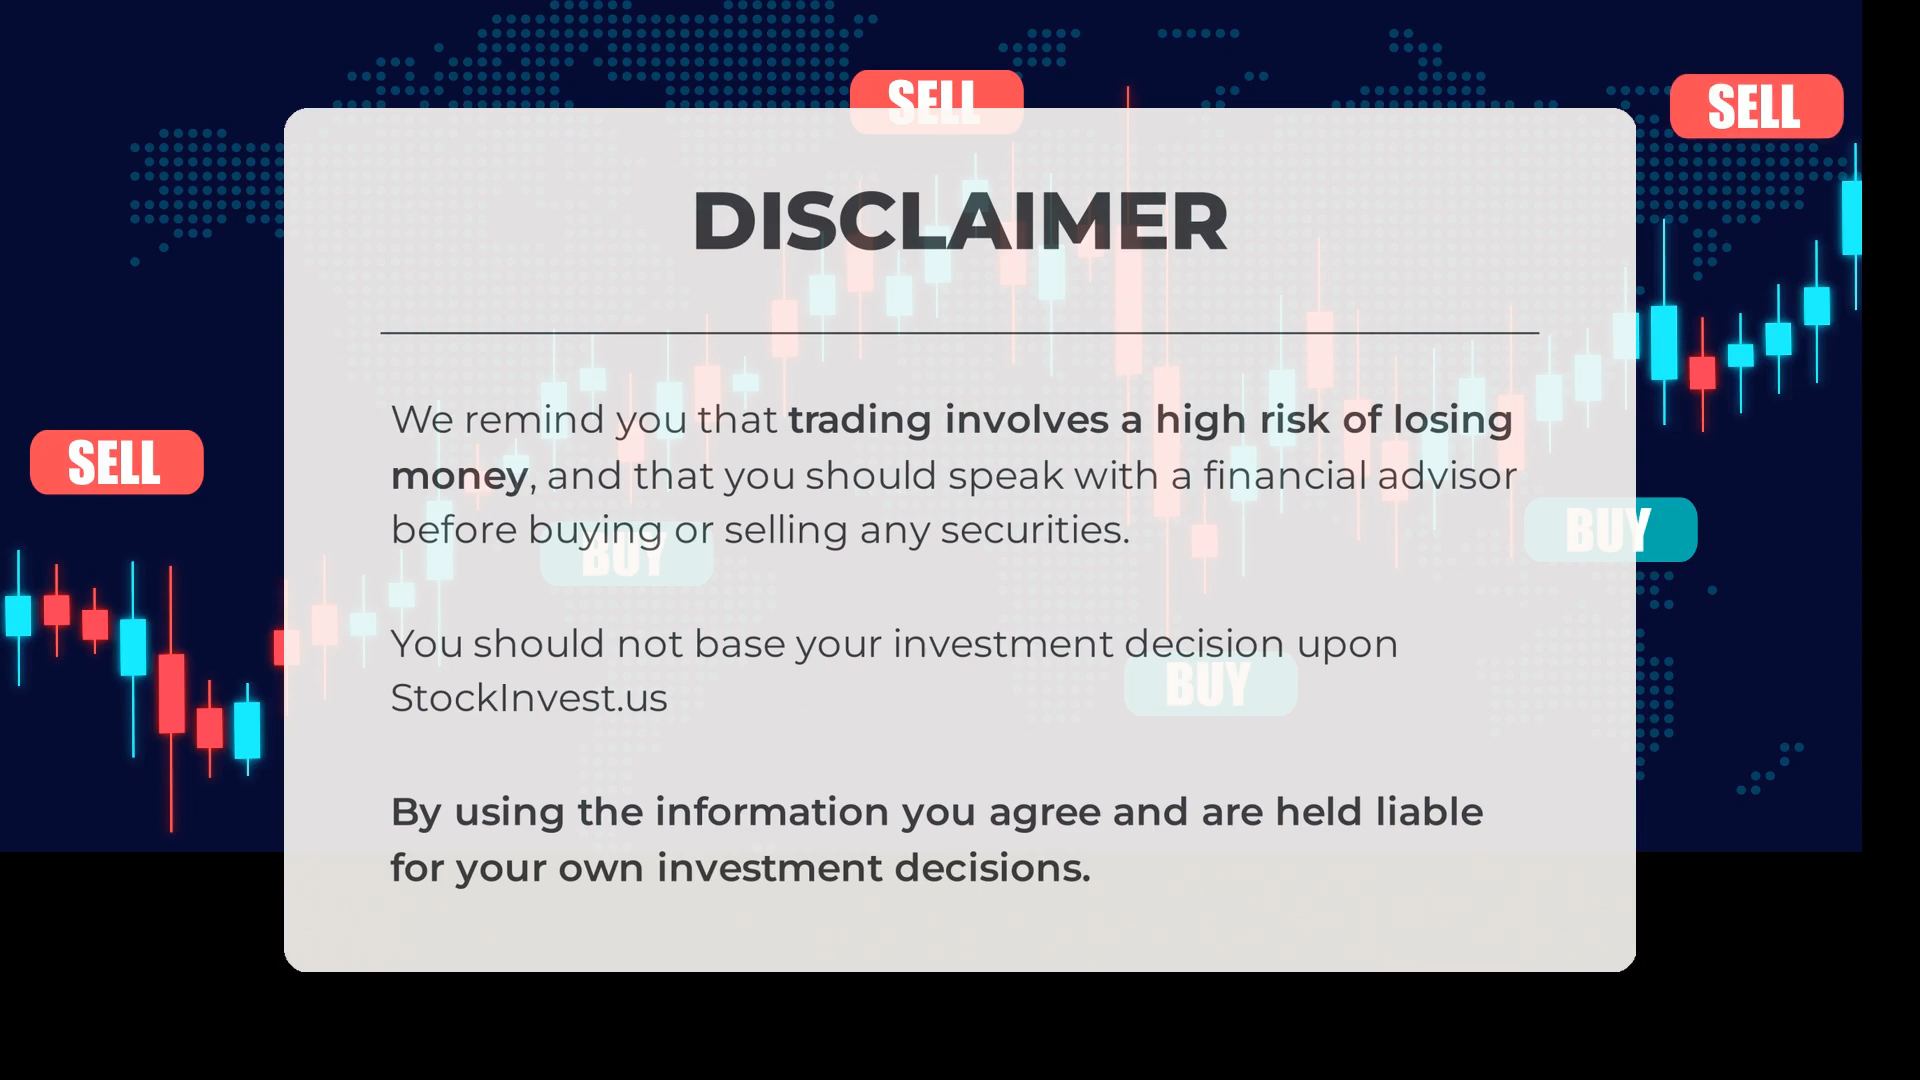 SELL
SELL
DISCLAIMER
We remind you that trading involves a high risk of losing
money, and that you should speak with a financial advisor
before buying or selling any securities.
SELL
BUY
BUY
You should not base your investment decision upon
StockInvest.us
BUY
By using the information you agree and are held liable
for your own investment decisions.